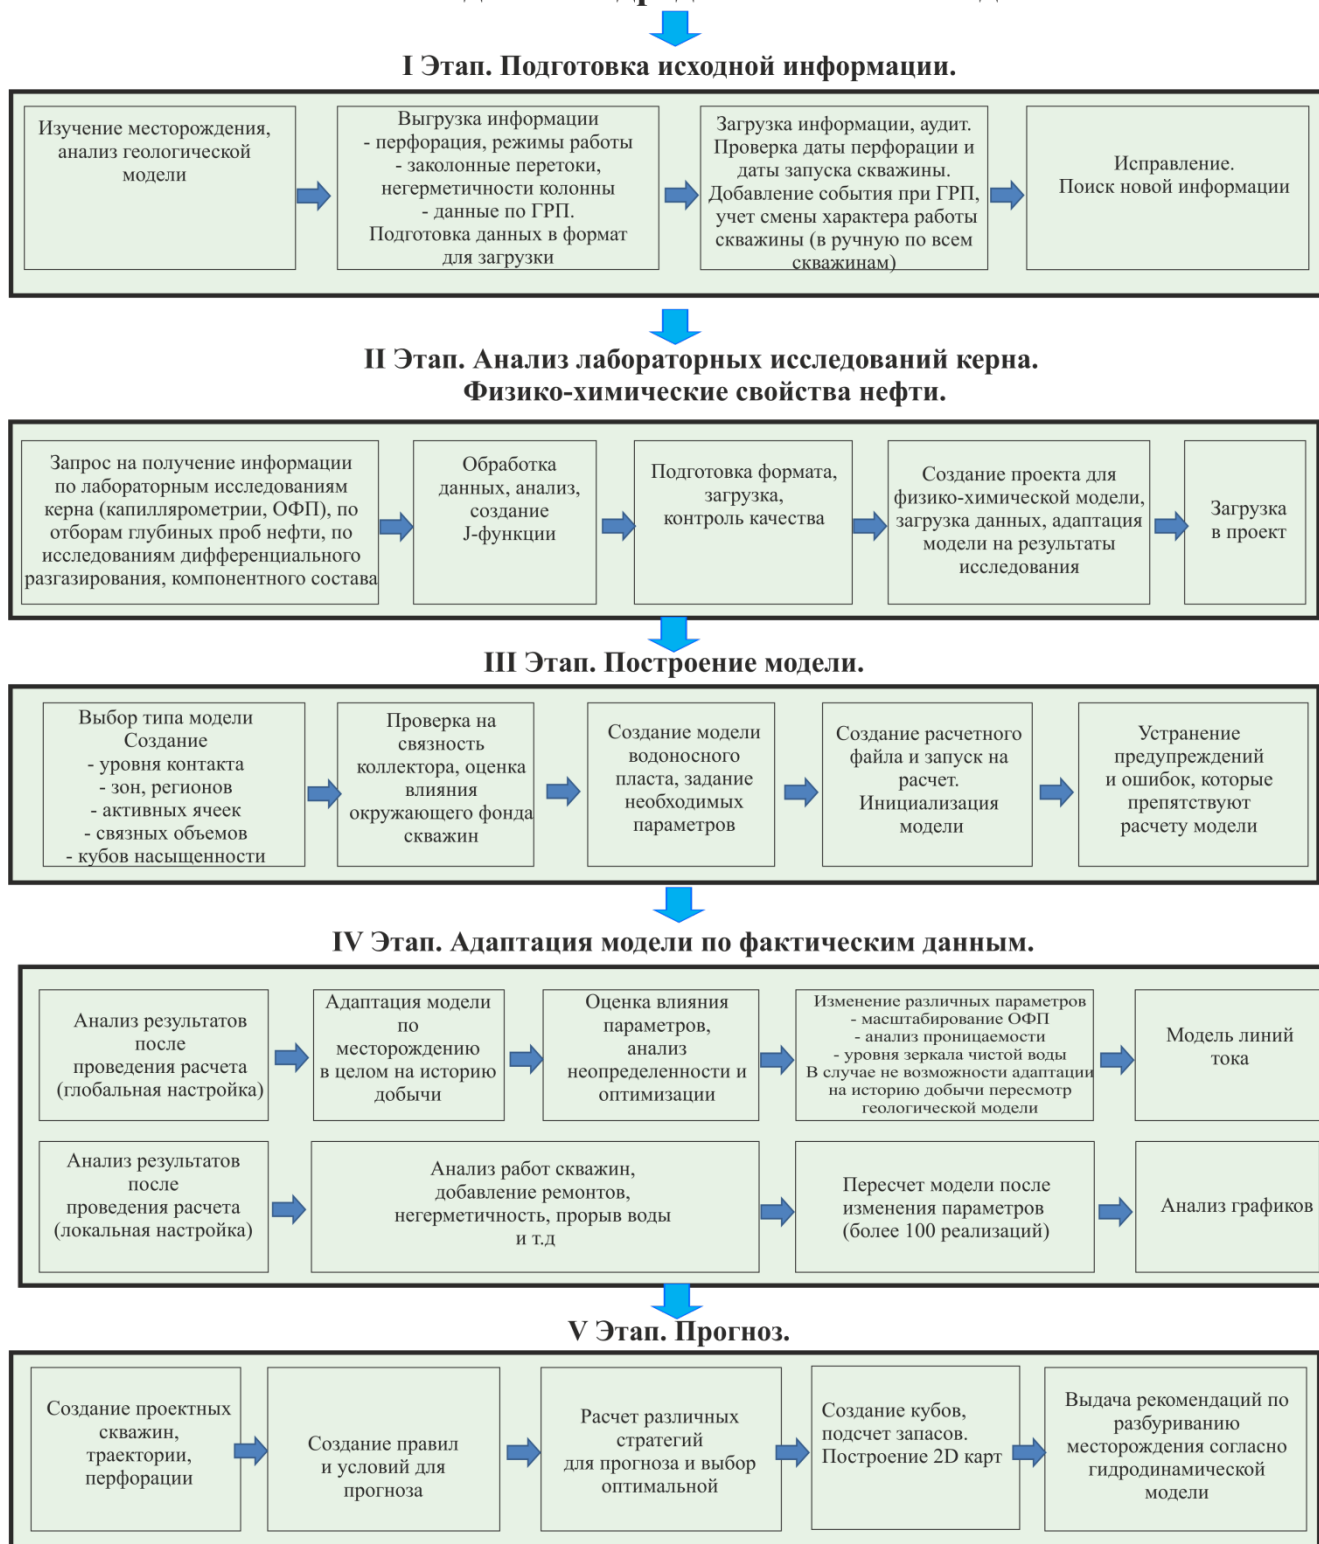 I Этап. Подготовка исходной информации.
Изучение месторождения,
анализ геологической
модели
Выгрузка информации
- перфорация, режимы работы
- заколонные перетоки,
негерметичности колонны
- данные по ГРП.
Подготовка данных в формат
для загрузки
Загрузка информации, аудит.
Проверка даты перфорации и
даты запуска скважины.
Добавление события при ГРП,
учет смены характера работы
скважины (в ручную по всем
скважинам)
Исправление.
Поиск новой информации
II Этап. Анализ лабораторных исследований керна.
Физико-химические свойства нефти.
Запрос на получение информации
по лабораторным исследованиям
керна (капиллярометрии, ОФП), по
отборам глубиных проб нефти, по
исследованиям дифференциального
разгазирования, компонентного состава
Обработка
данных, анализ,
создание
J-функции
Подготовка формата,
загрузка,
контроль качества
Создание проекта для
физико-химической модели,
загрузка данных, адаптация
модели на результаты
исследования
Загрузка
в проект
III Этап. Построение модели.
Выбор типа модели
Создание
- уровня контакта
- зон, регионов
- активных ячеек
- связных объемов
- кубов насыщенности
Проверка на
связность
коллектора, оценка
влияния
окружающего фонда
скважин
Создание модели
водоносного
пласта, задание
необходимых
параметров
Создание расчетного
файла и запуск на
расчет.
Инициализация
модели
Устранение
предупреждений
и ошибок, которые
препятствуют
расчету модели
IV Этап. Адаптация модели по фактическим данным.
Анализ результатов
после
проведения расчета
(глобальная настройка)
Адаптация модели
по
месторождению
в целом на историю
добычи
Оценка влияния
параметров,
анализ
неопределенности и
оптимизации
Изменение различных параметров
- масштабирование ОФП
- анализ проницаемости
- уровня зеркала чистой воды
В случае не возможности адаптации
на историю добычи пересмотр
геологической модели
Модель линий
тока
Анализ результатов
после
проведения расчета
(локальная настройка)
Анализ работ скважин,
добавление ремонтов,
негерметичность, прорыв воды
и т.д
Пересчет модели после
изменения параметров
(более 100 реализаций)
Анализ графиков
V Этап. Прогноз.
Создание проектных
скважин,
траектории,
перфорации
Создание правил
и условий для
прогноза
Расчет различных
стратегий
для прогноза и выбор
оптимальной
Создание кубов,
подсчет запасов.
Построение 2D карт
Выдача рекомендаций по
разбуриванию
месторождения согласно
гидродинамической
модели